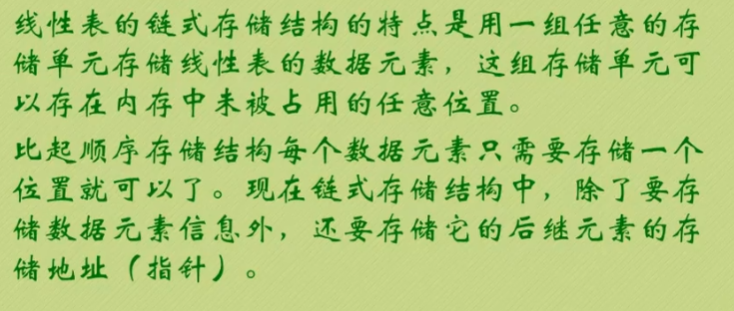 线性表的链式存储结构的特点是用一组任意的存
储单元存储线性表的数据元素，这组存储单元可
以存在内存中未被占用的任意位置。
比起顺序存储结构每个数据元素只需要存储一个
位置就可以了。现在链式存储结构中，除了要存
储数据元素信息外，还要存储它的后继元素的存
储地址（指针）。